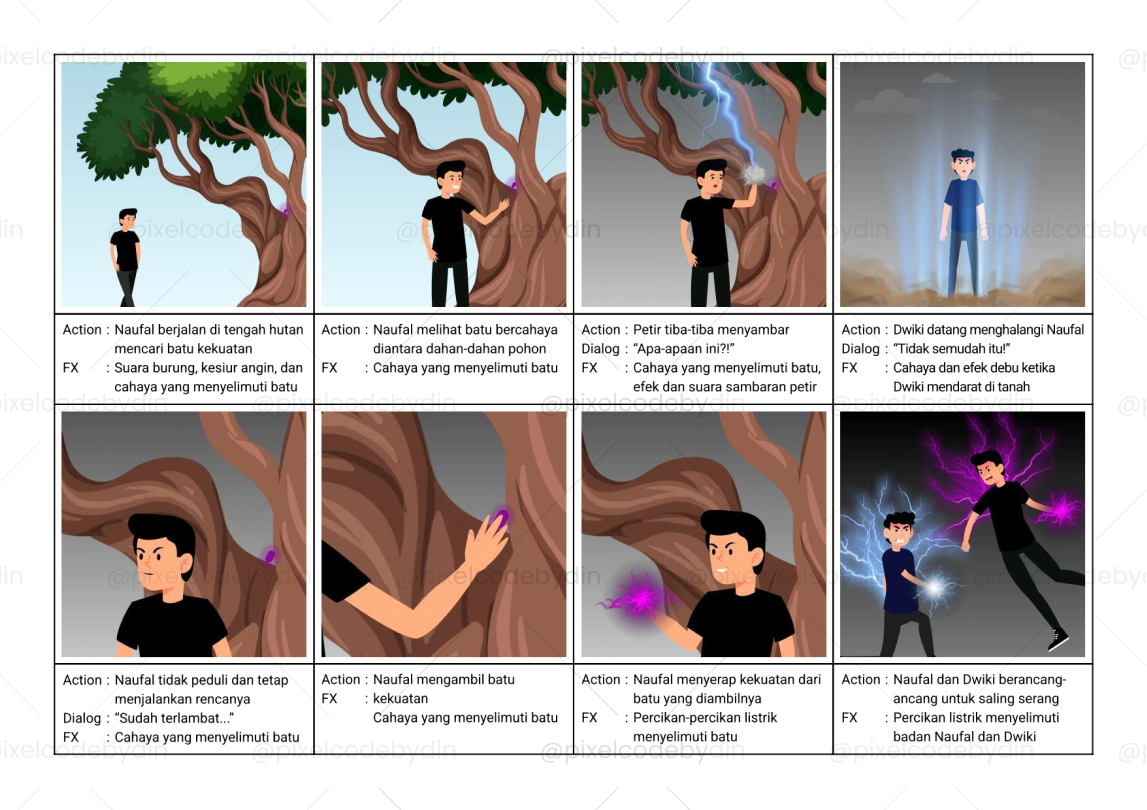 @pixelcodebydin
Action : Naufal berjalan di tengah hutan
mencari batu kekuatan
FX : Suara burung, kesiur angin, dan
cahaya yang menyelimuti batu
Action : Naufal melihat batu bercahaya
diantara dahan-dahan pohon
FX : Cahaya yang menyelimuti batu
Action : Petir tiba-tiba menyambar
Dialog : “Apa-apaan ini?!”
FX : Cahaya yang menyelimuti batu,
efek dan suara sambaran petir
Action : Dwiki datang menghalangi Naufal
Dialog : “Tidak semudah itu!”
FX : Cahaya dan efek debu ketika
Dwiki mendarat di tanah
Action : Naufal tidak peduli dan tetap
menjalankan rencanya
Dialog : “Sudah terlambat...”
FX : Cahaya yang menyelimuti batu
Action : Naufal mengambil batu
FX : kekuatan
Cahaya yang menyelimuti batu
Action : Naufal menyerap kekuatan dari
batu yang diambilnya
FX : Percikan-percikan listrik
menyelimuti batu
Action : Naufal dan Dwiki berancang-
ancang untuk saling serang
FX : Percikan listrik menyelimuti
badan Naufal dan Dwiki